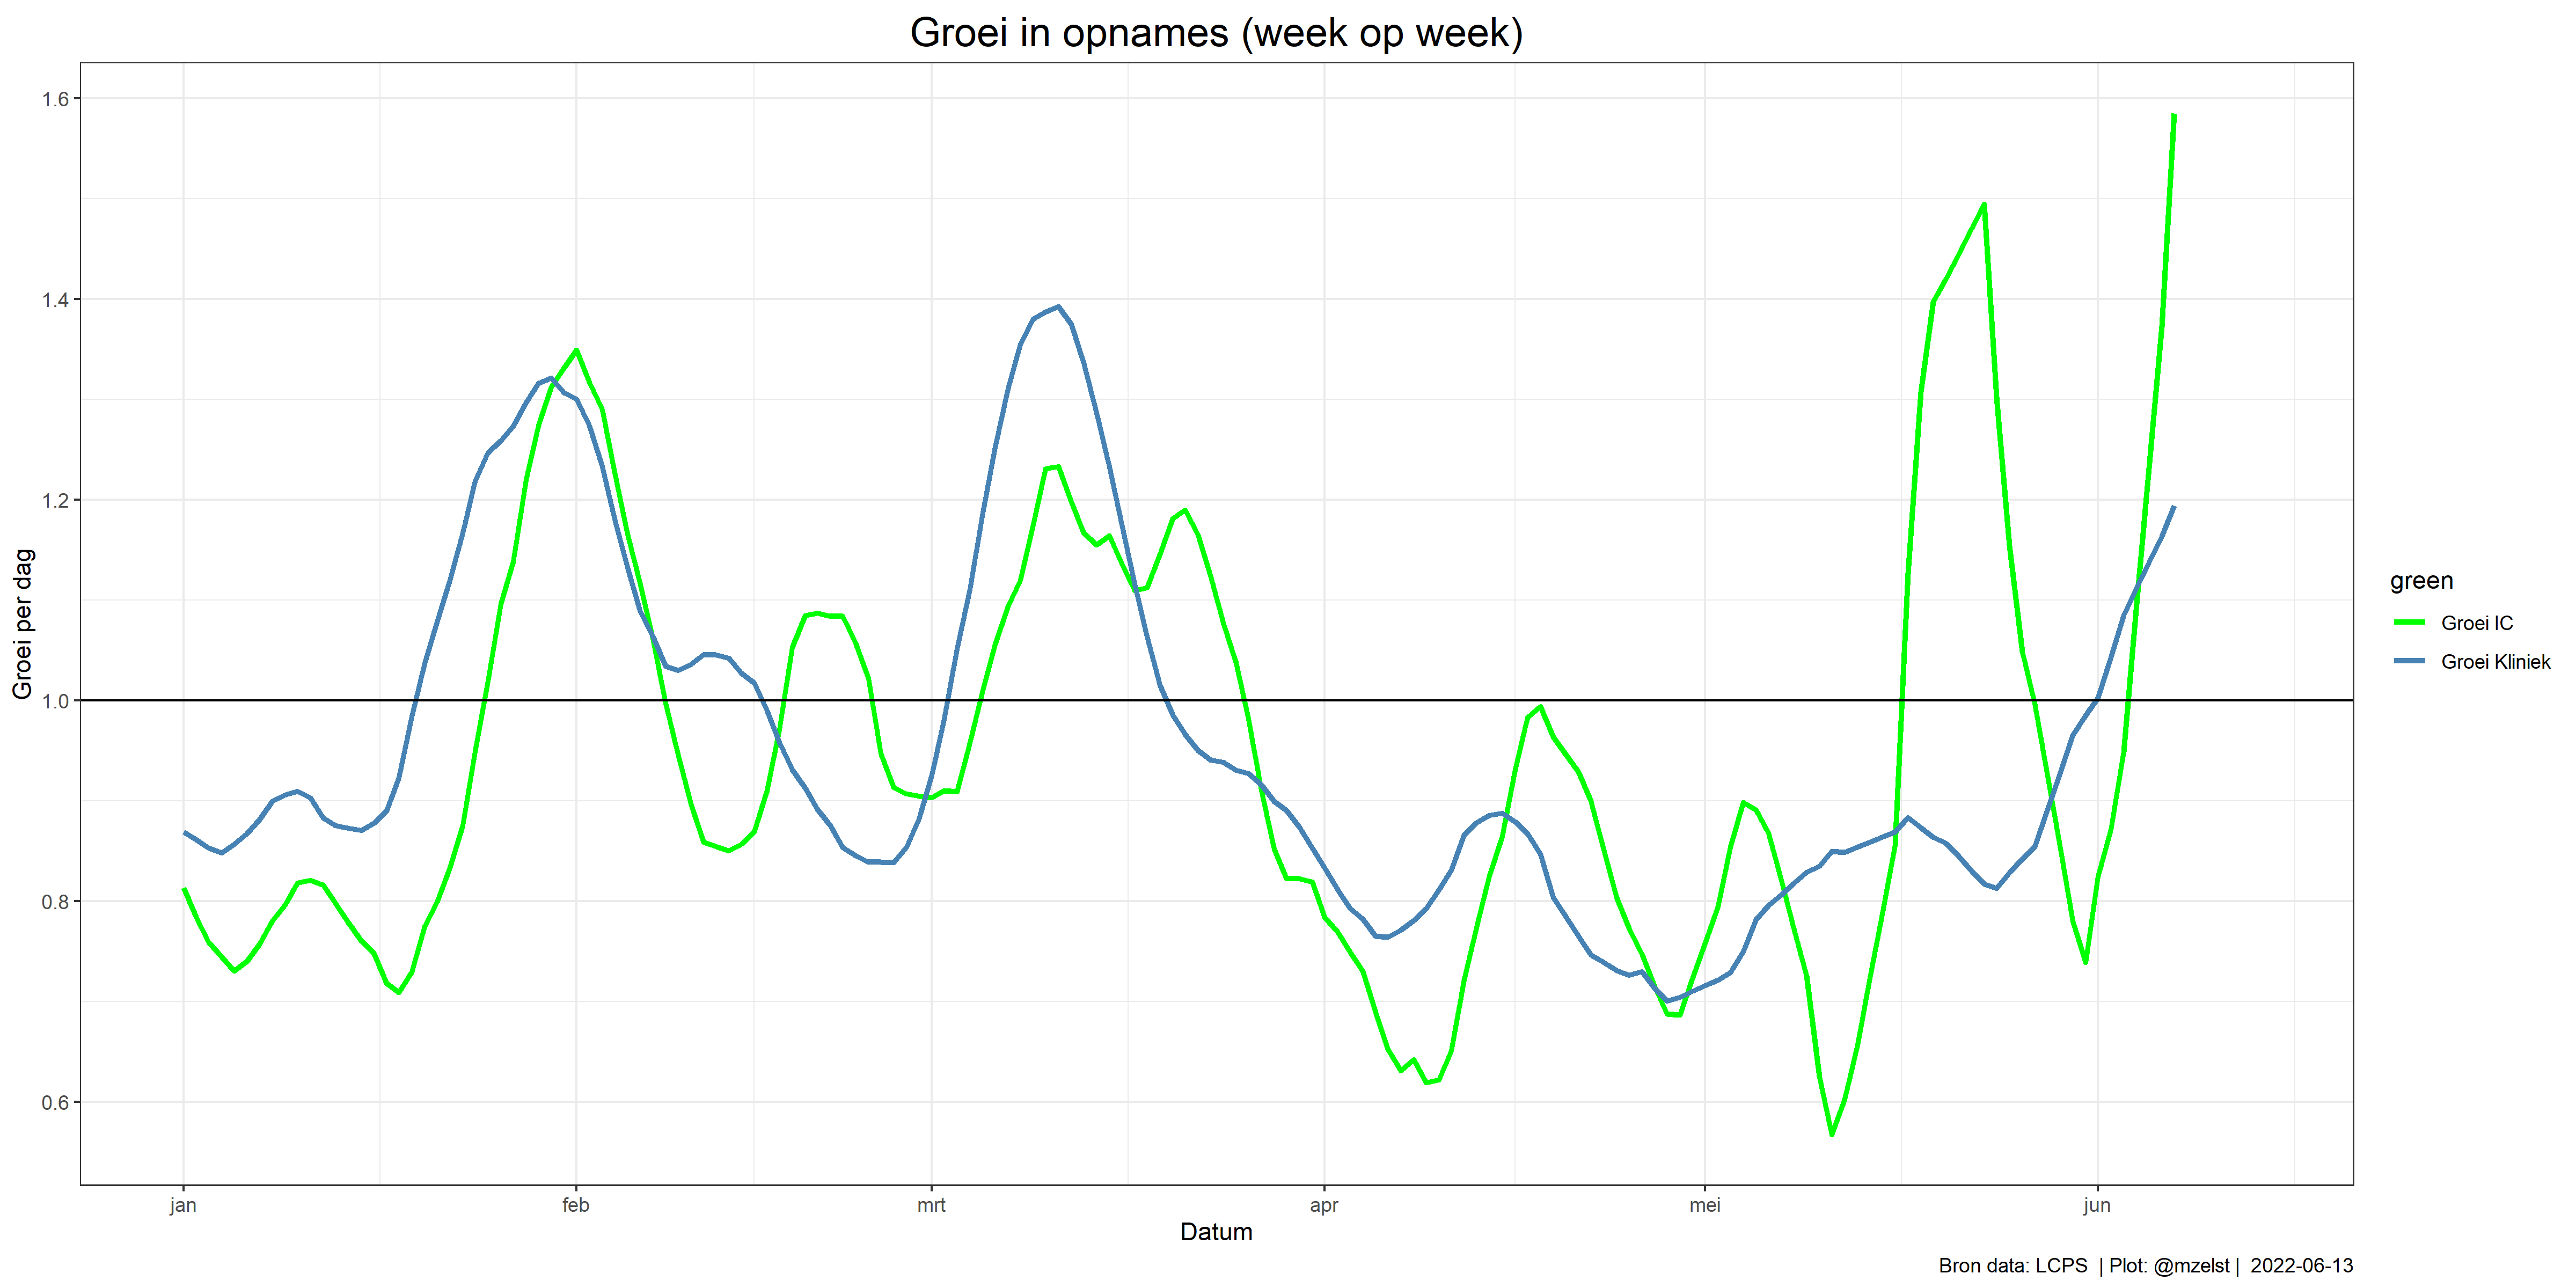 Groei in opnames (week op week)
1.6
1.4
1.2
1.0
0.8
0.6
Groei per dag
jan feb mrt apr mei jun
Datum
green
Groei IC
Groei Kliniek
Bron data: LCPS | Plot: @mzelst | 2022-06-13